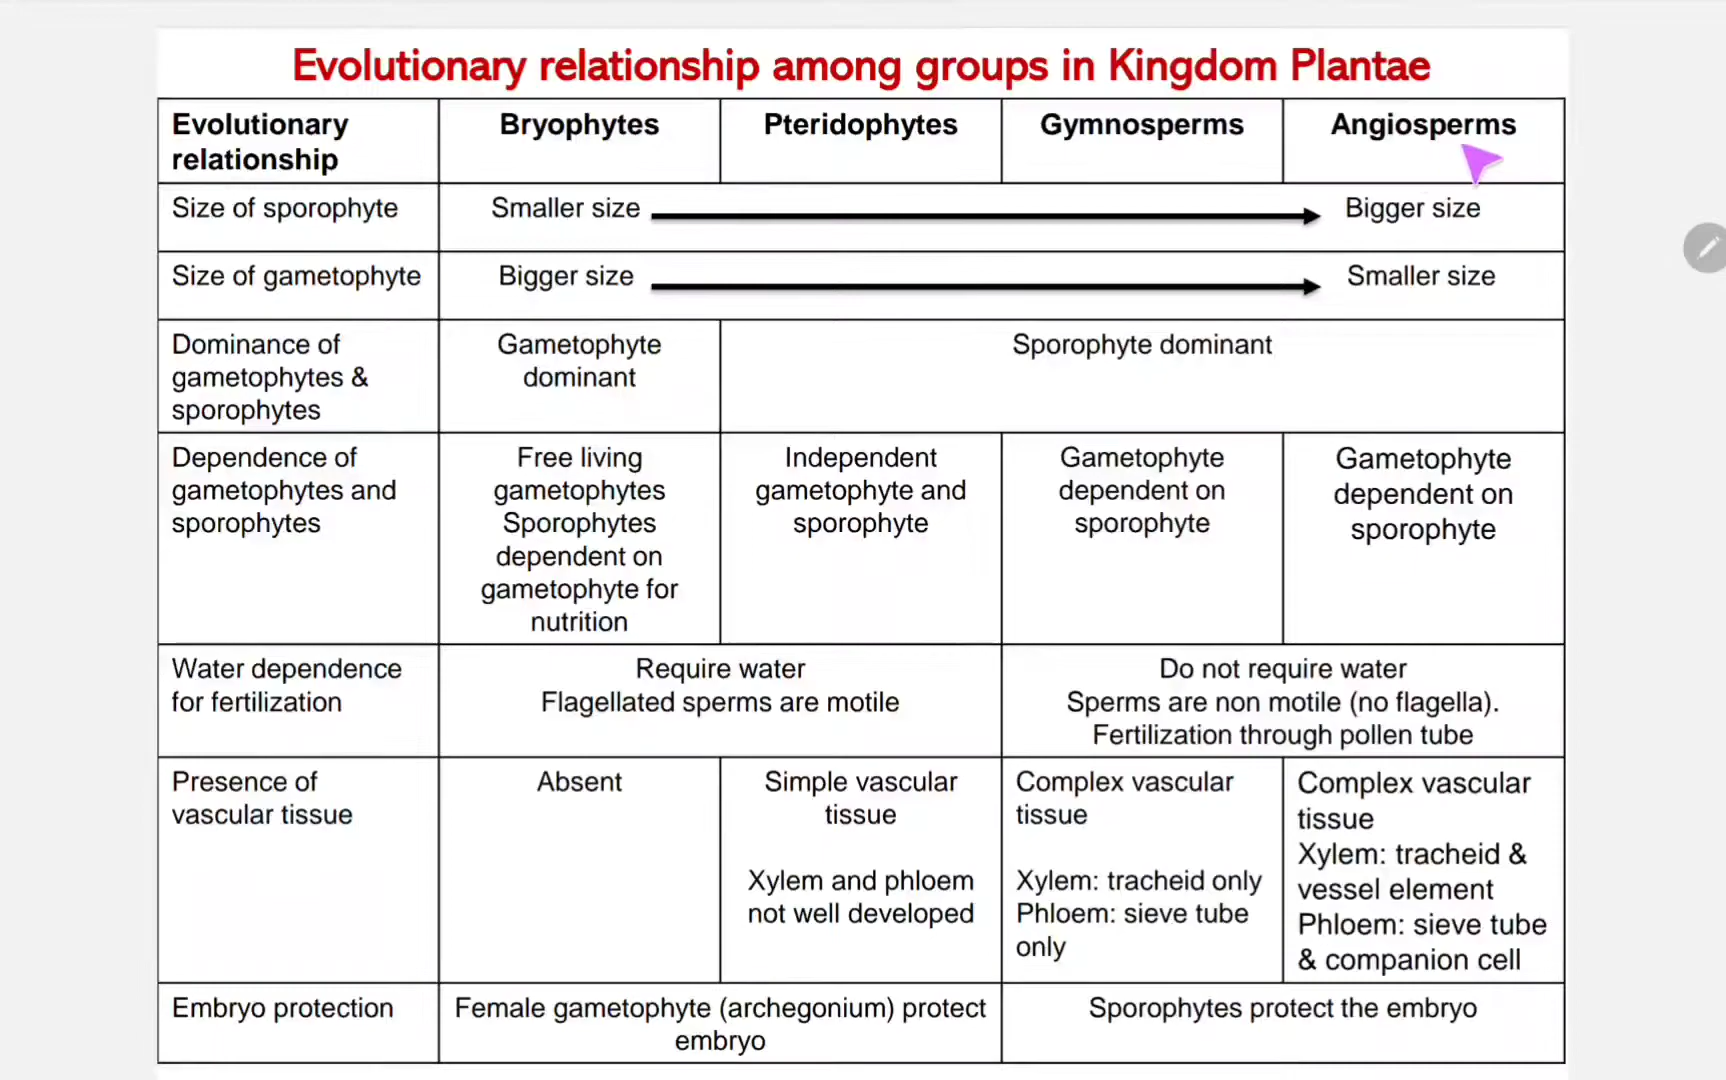 Evolutionary relationship among groups in Kingdom Plantae
Evolutionary
relationship
Bryophytes
Pteridophytes
Gymnosperms
Angiosperms
Size of sporophyte
Smaller size
Bigger size
Size of gametophyte
Bigger size
Smaller size
Dominance of
gametophytes &
sporophytes
Gametophyte
dominant
Sporophyte dominant
Dependence of
gametophytes and
sporophytes
Free living
gametophytes
Sporophytes
dependent on
gametophyte for
nutrition
Independent
gametophyte and
sporophyte
Gametophyte
dependent on
sporophyte
Gametophyte
dependent on
sporophyte
Water dependence
for fertilization
Require water
Flagellated sperms are motile
Do not require water
Sperms are non motile (no flagella).
Fertilization through pollen tube
Presence of
vascular tissue
Absent
Simple vascular
tissue
Xylem and phloem
not well developed
Complex vascular
tissue
Xylem: tracheid only
Phloem: sieve tube
only
Complex vascular
tissue
Xylem: tracheid &
vessel element
Phloem: sieve tube
& companion cell
Embryo protection
Female gametophyte (archegonium) protect
embryo
Sporophytes protect the embryo